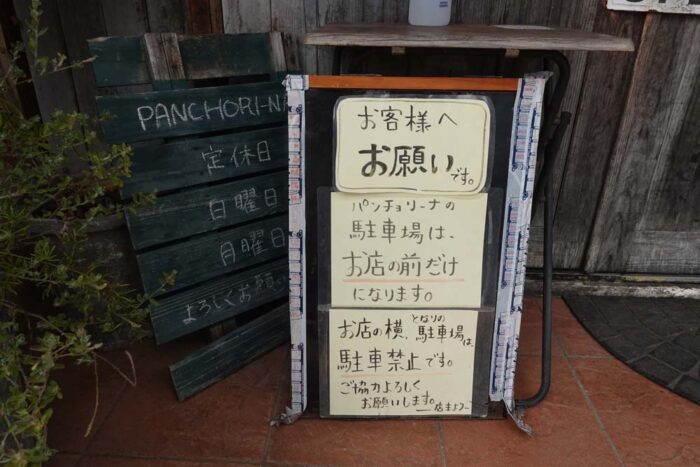 PANCHORI-N
定休日
日曜日
月曜日
よろしくお願
お客様へ
お願いです。
パンチョリーナの
駐車場は、
お店の前だけ
になります。
お店の横、となりの駐車場は、
駐車禁止です。
ご協力よろしく
お願いします。
店主より